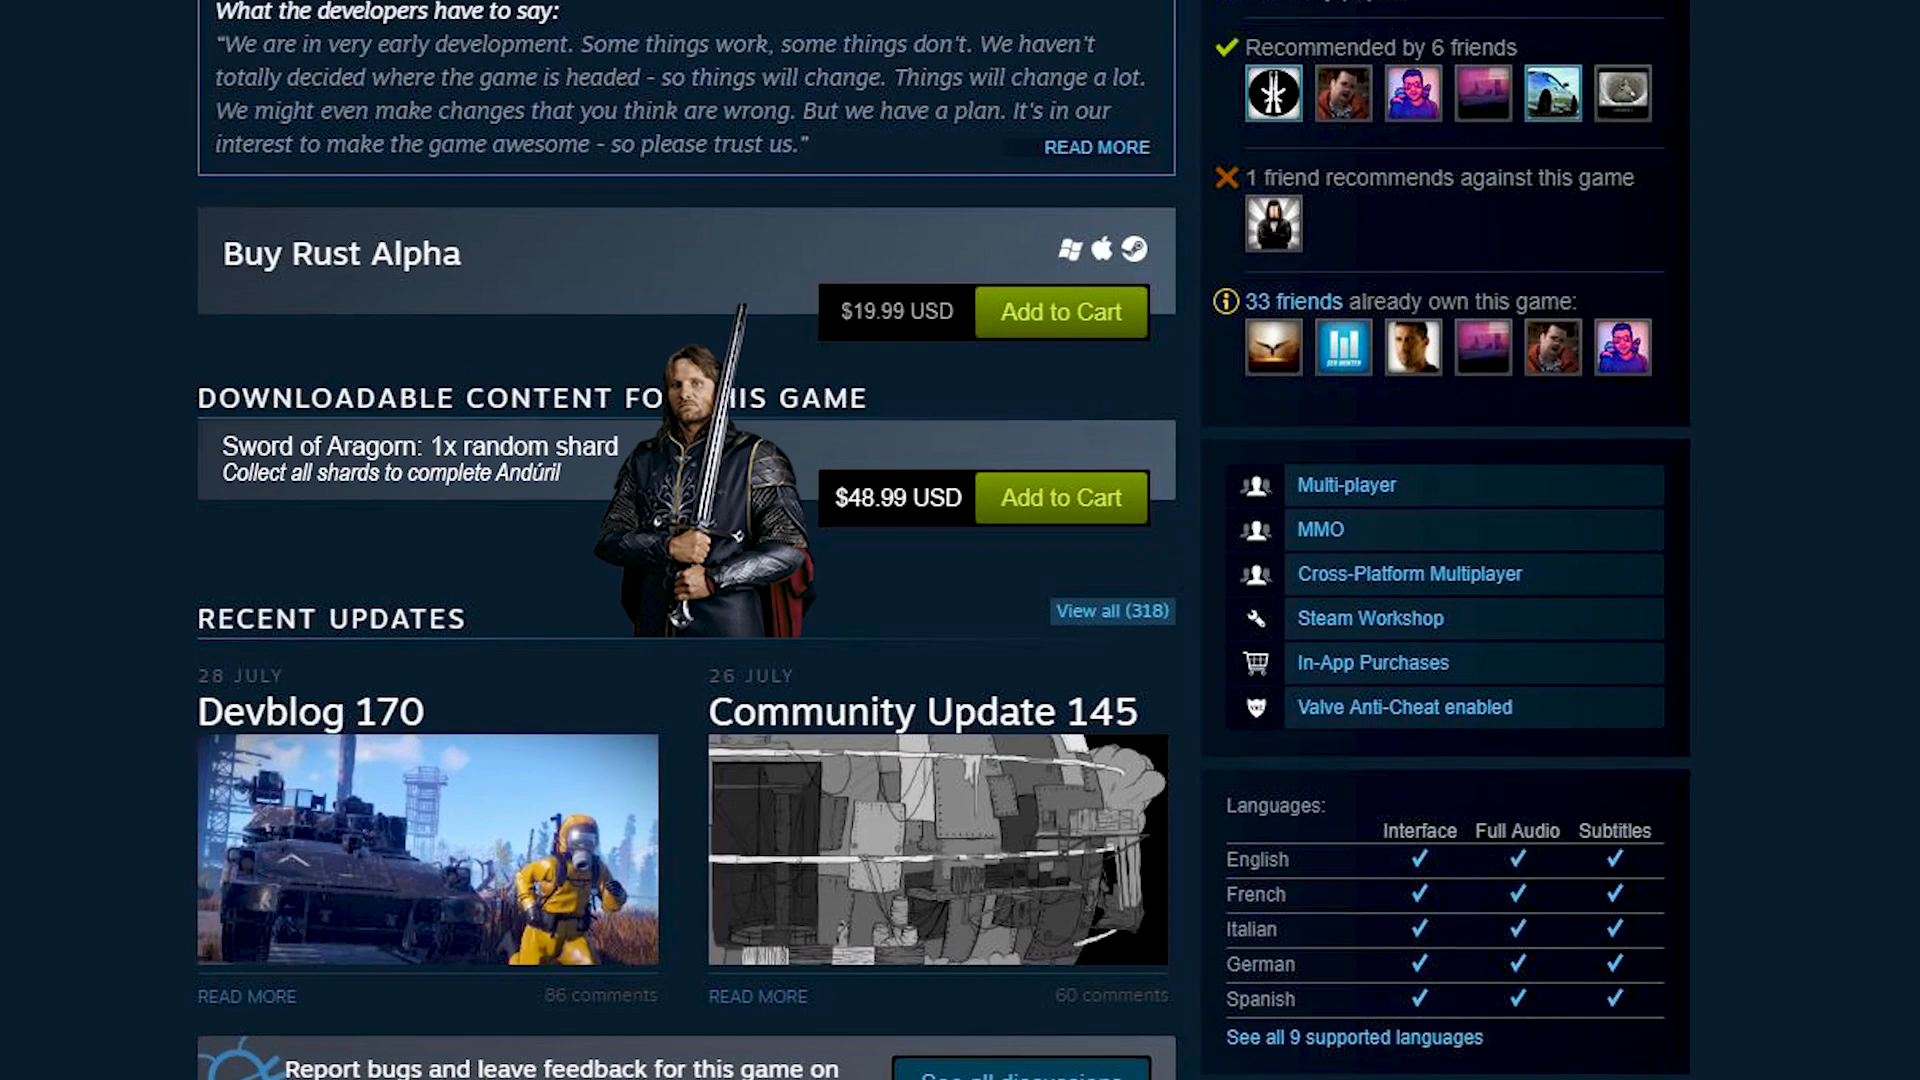 What the developers have to say:
“We are in very early development. Some things work, some things don't. We haven't
totally decided where the game is headed - so things will change. Things will change a lot.
We might even make changes that you think are wrong. But we have a plan. It's in our
interest to make the game awesome - so please trust us.”
READ MORE
Buy Rust Alpha
$19.99 USD
Add to Cart
DOWNLOADABLE CONTENT FO HIS GAME
Sword of Aragorn: 1x random shard
Collect all shards to complete Andúril
$48.99 USD
Add to Cart
RECENT UPDATES
View all (318)
28 JULY
Devblog 170
READ MORE
86 comments
26 JULY
Community Update 145
READ MORE
60 comments
Report bugs and leave feedback for this game on
See all discussions
Recommended by 6 friends
1 friend recommends against this game
33 friends already own this game:
Multi-player
MMO
Cross-Platform Multiplayer
Steam Workshop
In-App Purchases
Valve Anti-Cheat enabled
Languages:
Interface Full Audio Subtitles
English
French
Italian
German
Spanish
See all 9 supported languages